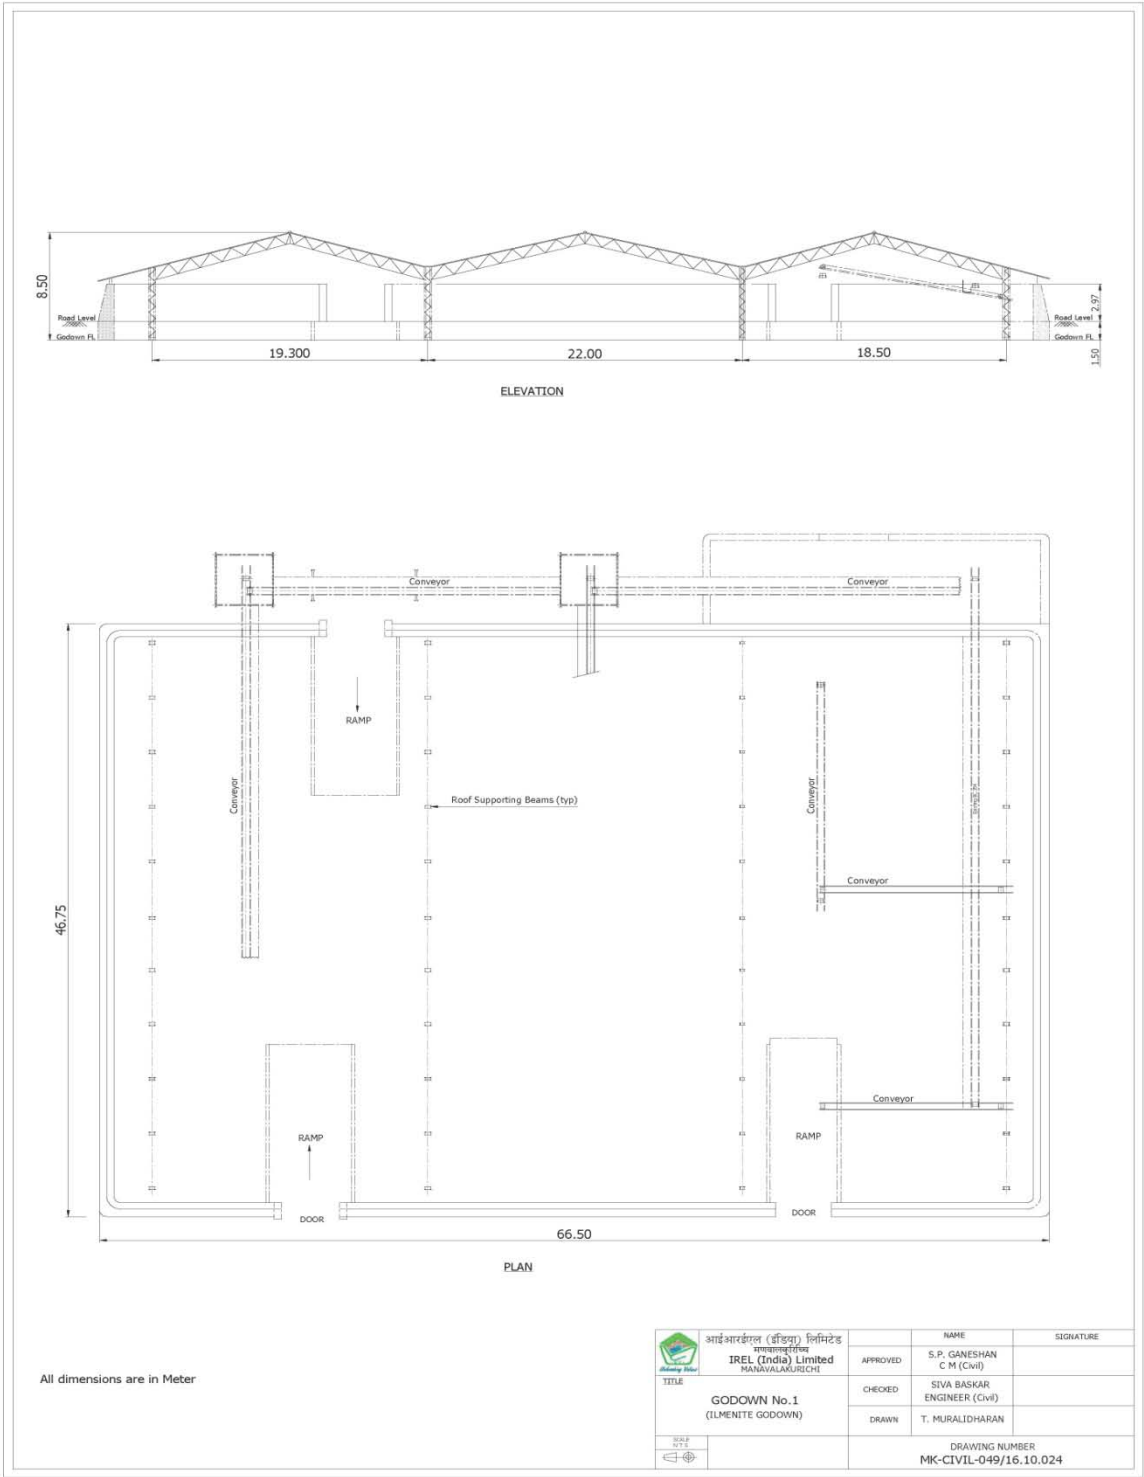 8.50
Road Level
Godown FL
Road Level
Godown FL
2.97
1.50
19.300
22.00
18.50
ELEVATION
Conveyor
Conveyor
RAMP
Conveyor
Roof Supporting Beams (typ)
Conveyor
Conveyor
46.75
Conveyor
RAMP
RAMP
DOOR
DOOR
66.50
PLAN
All dimensions are in Meter
आईआरईएल (इंडिया) लिमिटेड
IREL (India) Limited
MANAVALAKURICHI
TITLE
GODOWN No.1
(ILMENITE GODOWN)
SCALE
N T S
NAME
SIGNATURE
APPROVED
S.P. GANESHAN
C M (Civil)
CHECKED
SIVA BASKAR
ENGINEER (Civil)
DRAWN
T. MURALIDHARAN
DRAWING NUMBER
MK-CIVIL-049/16.10.024